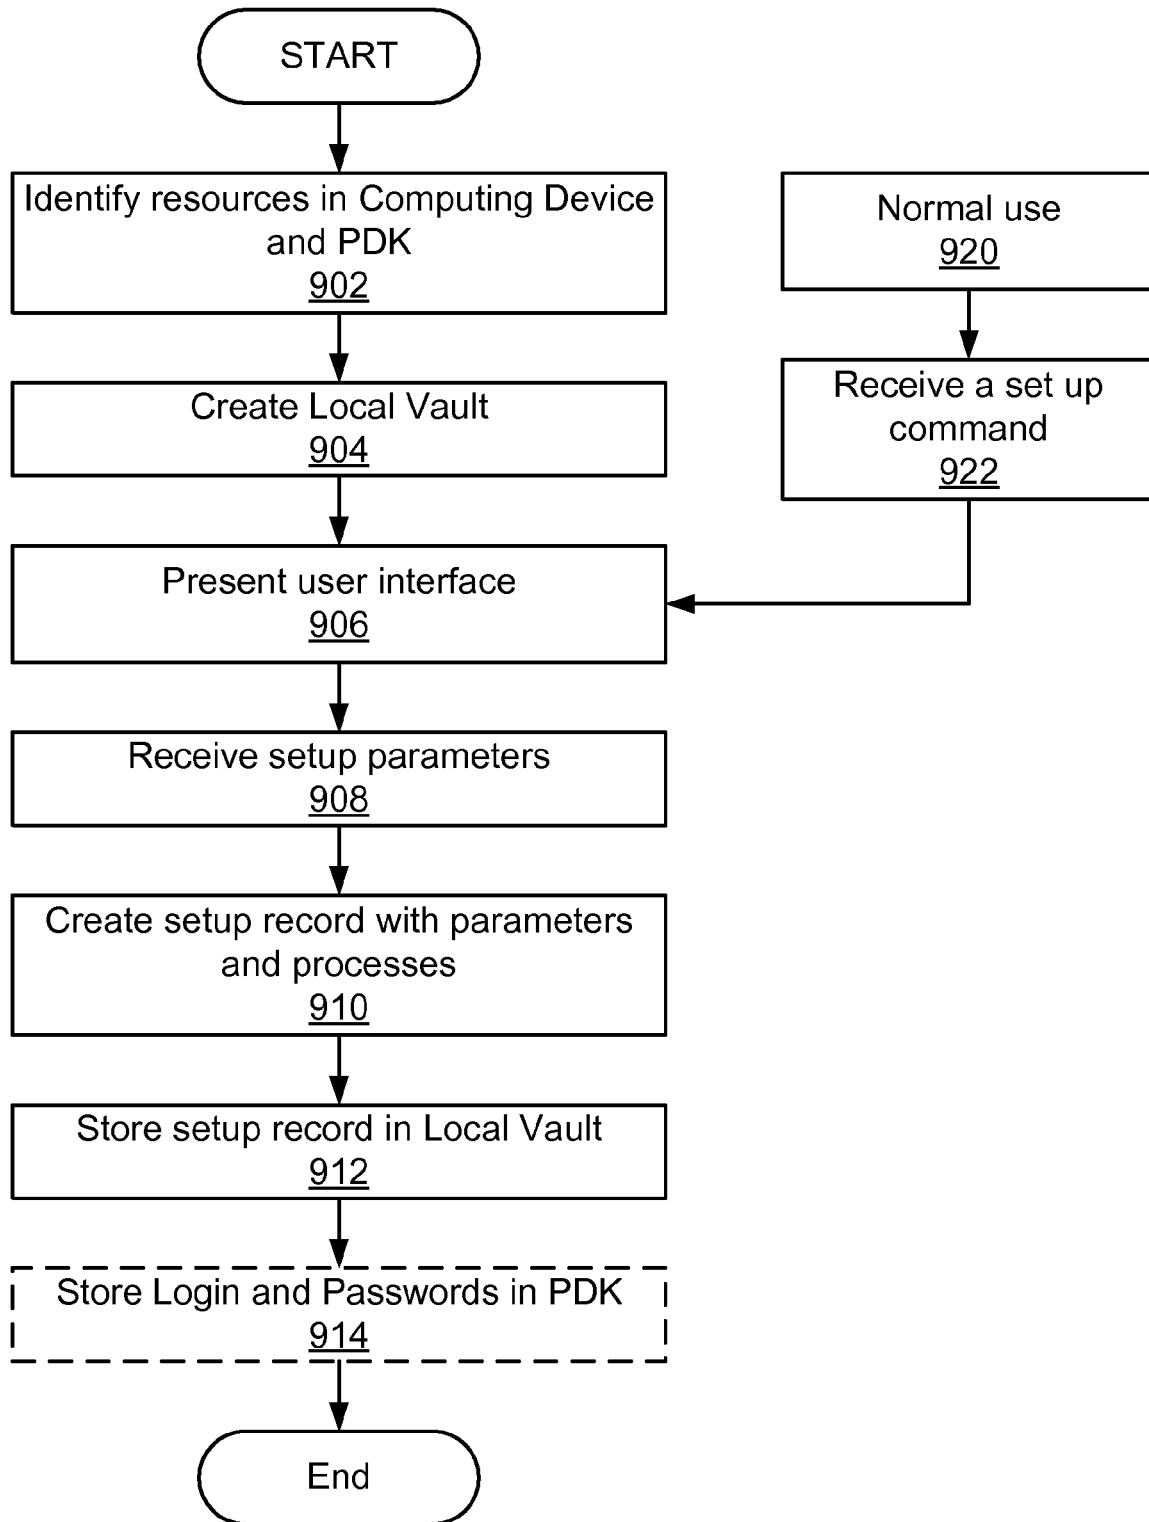 START
Identify resources in Computing Device
and PDK
902
Create Local Vault
904
Present user interface
906
Receive setup parameters
908
Create setup record with parameters
and processes
910
Store setup record in Local Vault
912
Store Login and Passwords in PDK
914
End
Normal use
920
Receive a set up
command
922